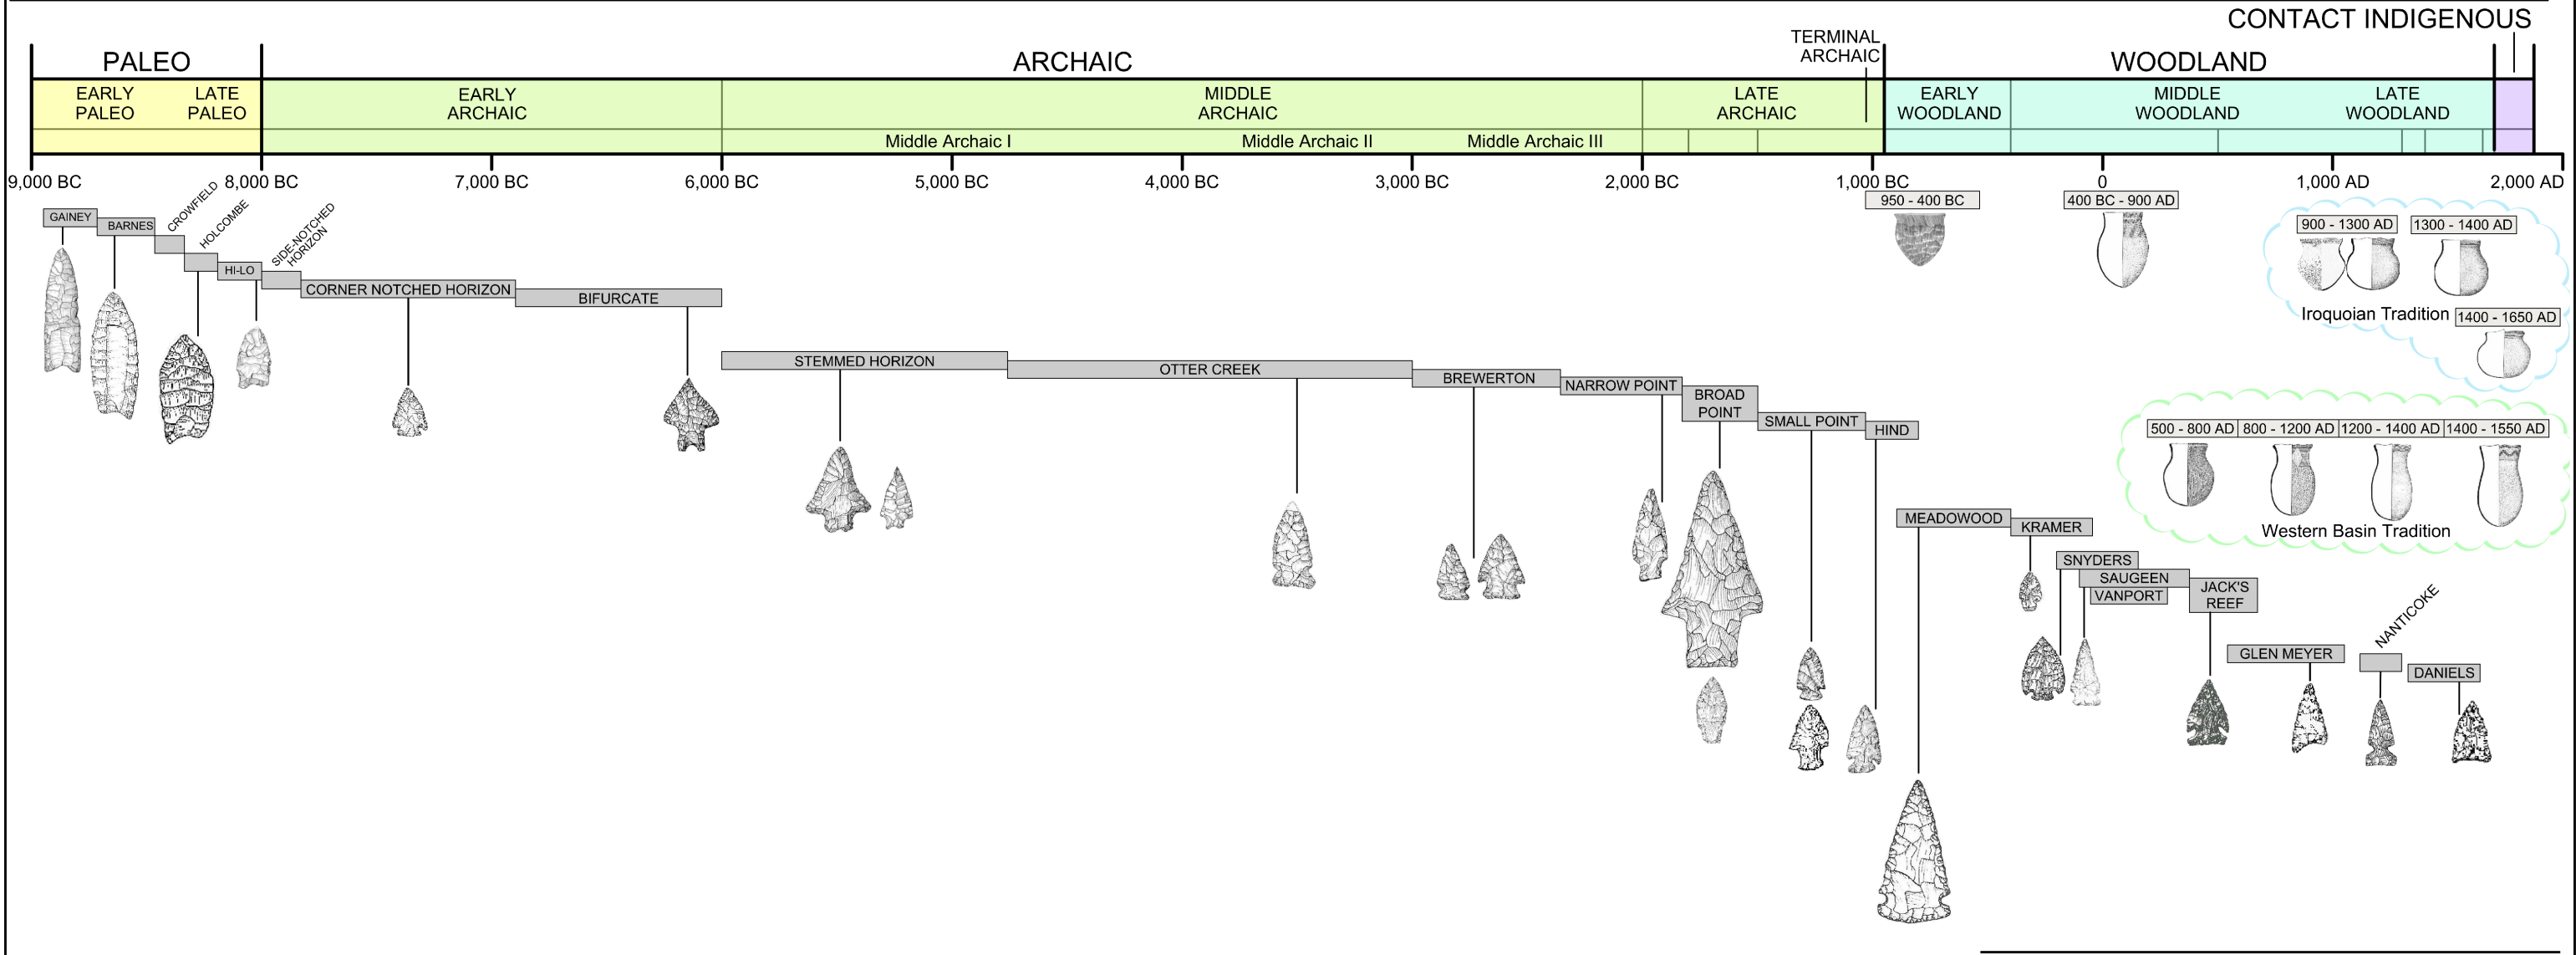 CONTACT INDIGENOUS
TERMINAL
ARCHAIC
PALEO
ARCHAIC
WOODLAND
EARLY
PALEO
LATE
PALEO
EARLY
ARCHAIC
MIDDLE
ARCHAIC
LATE
ARCHAIC
EARLY
WOODLAND
MIDDLE
WOODLAND
LATE
WOODLAND
Middle Archaic I
Middle Archaic II
Middle Archaic III
9,000 BC
8,000 BC
7,000 BC
6,000 BC
5,000 BC
4,000 BC
3,000 BC
2,000 BC
1,000 BC
0
1,000 AD
2,000 AD
GAINEY
BARNES
CROWFIELD
HOLCOMBE
HI-LO
SIDE-NOTCHED
HORIZON
CORNER NOTCHED HORIZON
BIFURCATE
STEMMED HORIZON
OTTER CREEK
BREWERTON
NARROW POINT
BROAD
POINT
SMALL POINT
HIND
950 - 400 BC
400 BC - 900 AD
900 - 1300 AD
1300 - 1400 AD
Iroquoian Tradition
1400 - 1650 AD
500 - 800 AD
800 - 1200 AD
1200 - 1400 AD
1400 - 1550 AD
Western Basin Tradition
MEADOWOOD
KRAMER
SNYDERS
SAUGEEN
VANPORT
JACK'S
REEF
GLEN MEYER
NANTICOKE
DANIELS